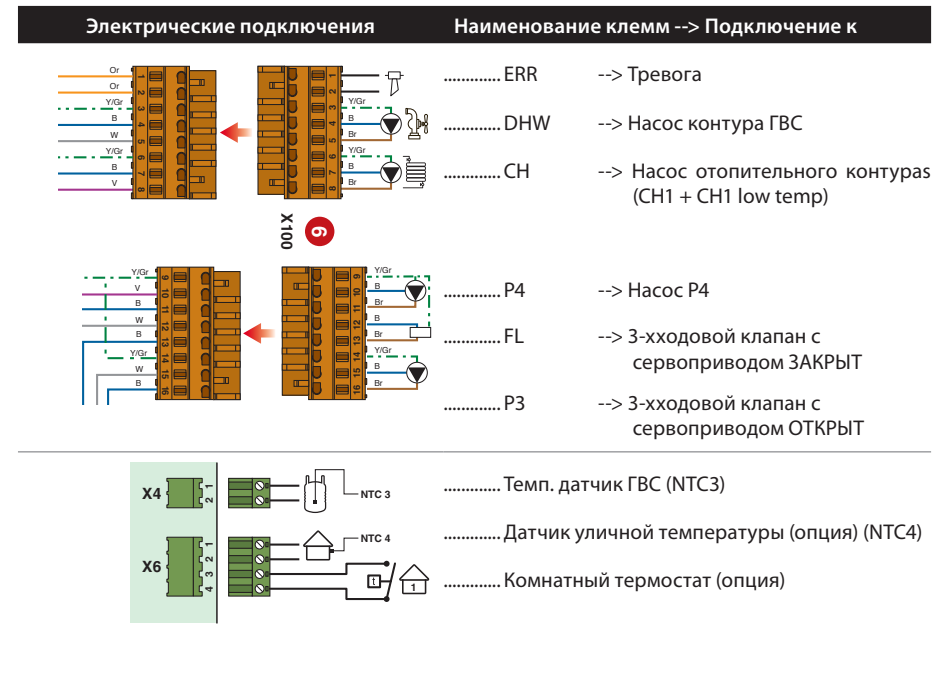 Электрические подключения
Наименование клемм --> Подключение к
Or
Or
Y/Gr
B
W
Y/Gr
B
V
1
2
3
4
5
6
7
8
1
2
3
4
5
6
7
8
Y/Gr
B
Br
Y/Gr
B
Br
.............. ERR --> Тревога
.............. DHW --> Насос контура ГВС
.............. CH --> Насос отопительного контураs
(CH1 + CH1 low temp)
X100
6
Y/Gr
V
B
W
B
Y/Gr
W
B
9
10
11
12
13
14
15
16
9
10
11
12
13
14
15
16
Y/Gr
B
Br
B
Br
Y/Gr
B
Br
.............. P4 --> Насос P4
.............. FL --> 3-хходовой клапан с
сервоприводом ЗАКРЫТ
.............. P3 --> 3-хходовой клапан с
сервоприводом ОТКРЫТ
X4
1
2
NTC 3
.............. Темп. датчик ГВС (NTC3)
X6
1
2
3
4
NTC 4
t
1
.............. Датчик уличной температуры (опция) (NTC4)
.............. Комнатный термостат (опция)